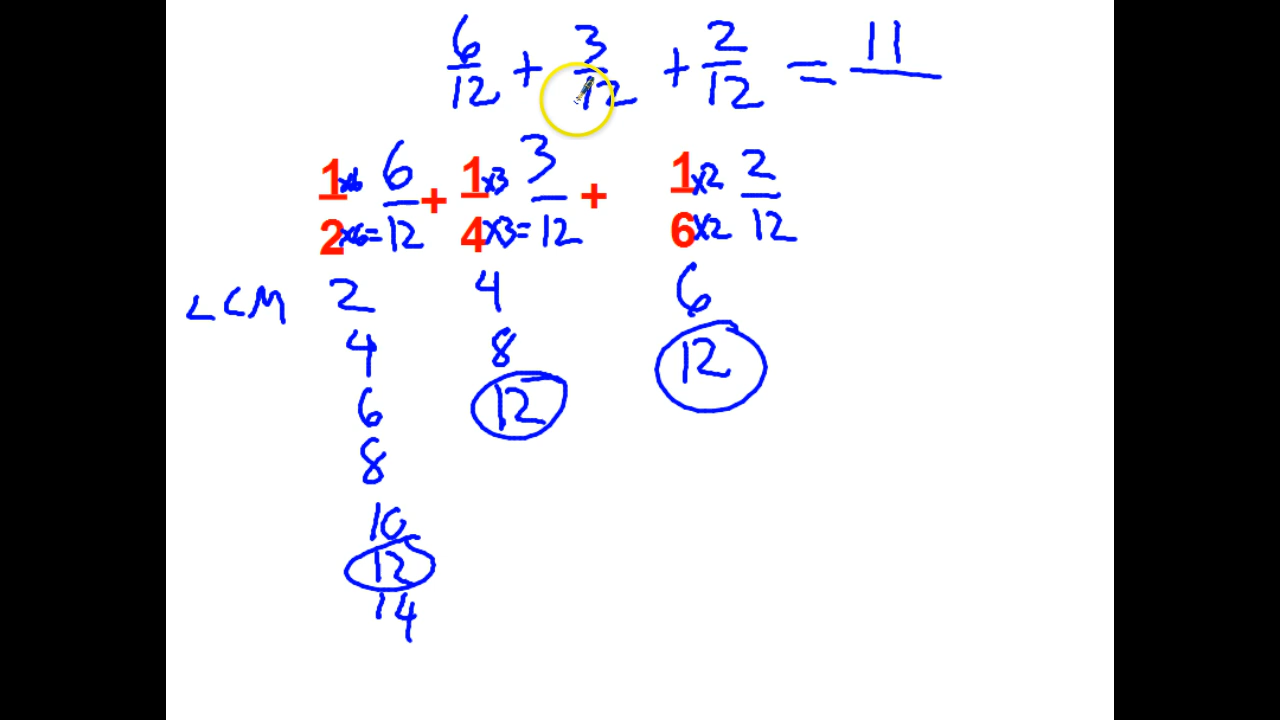 6/12 + 3/12 + 2/12 = 11/
1/2 ×6 ×6 = 6/12 + 1/4 ×3 ×3 = 3/12 + 1/6 ×2 ×2 2/12
LCM 2 4 6
4 8 12
6 12
8
10
12
14